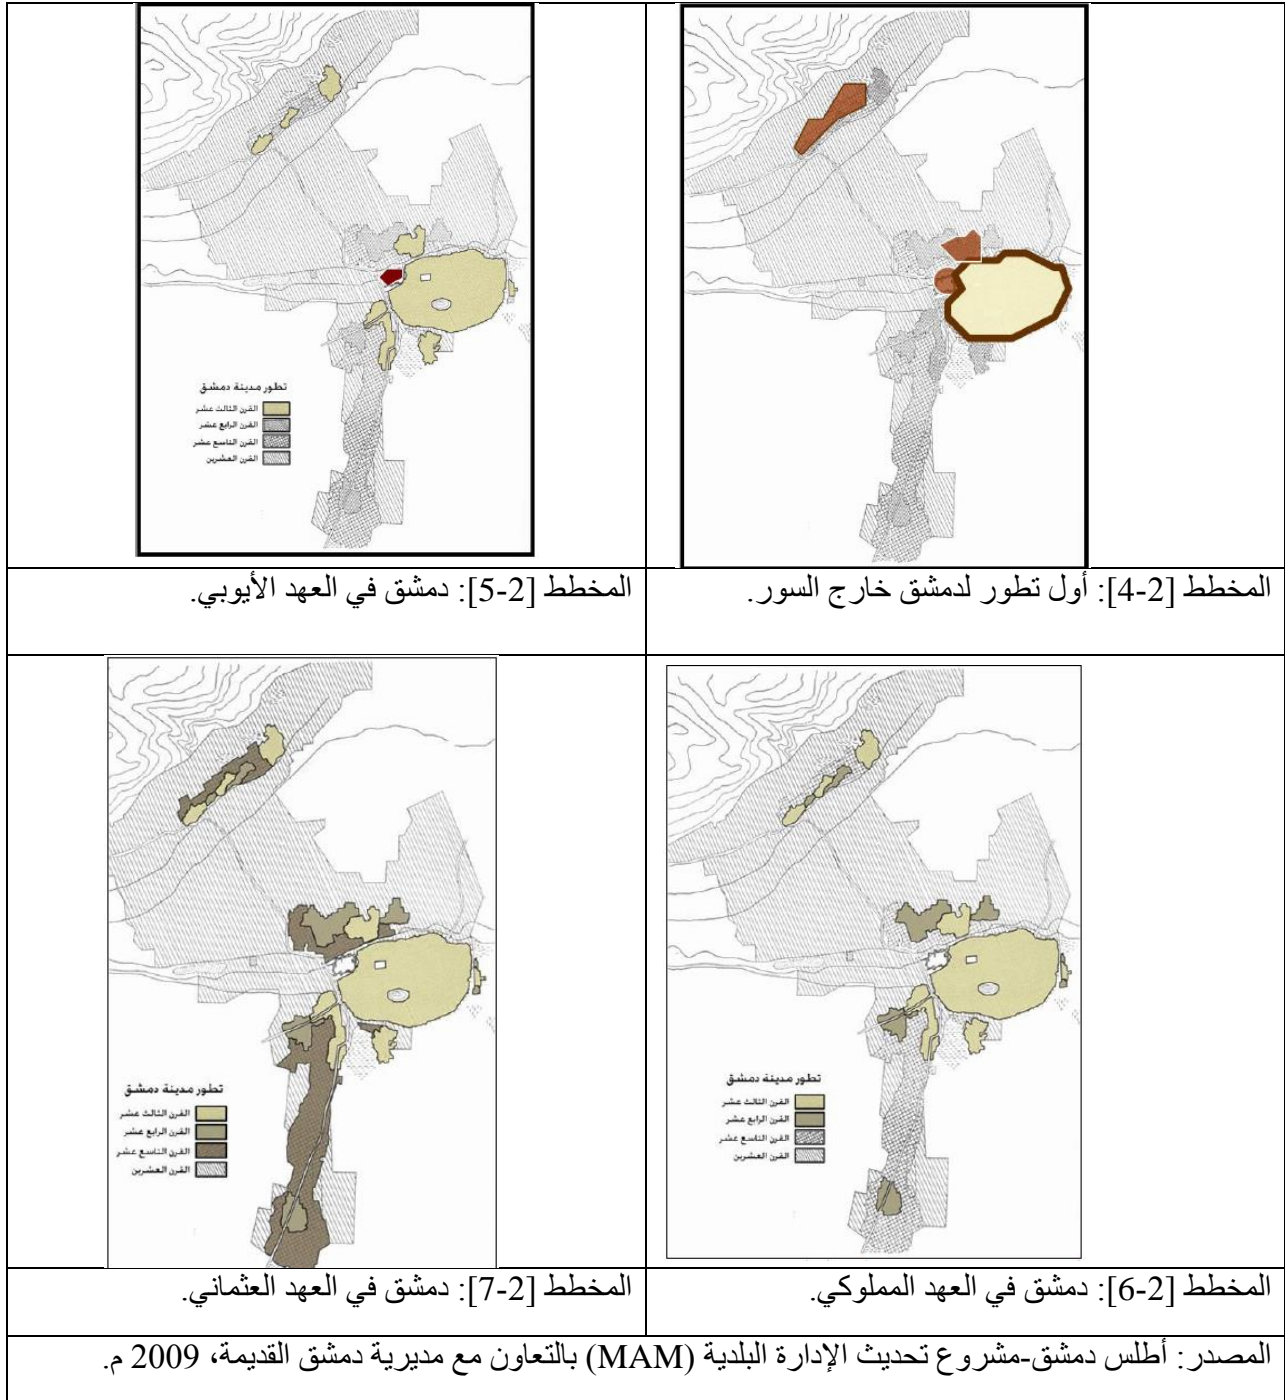 تطور مدينة دمشق
القرن الثالث عشر
القرن الرابع عشر
القرن التاسع عشر
القرن العشرين
المخطط [2-4]: أول تطور لدمشق خارج السور.
المخطط [2-5]: دمشق في العهد الأيوبي.
تطور مدينة دمشق
القرن الثالث عشر
القرن الرابع عشر
القرن التاسع عشر
القرن العشرين
تطور مدينة دمشق
القرن الثالث عشر
القرن الرابع عشر
القرن التاسع عشر
القرن العشرين
المخطط [2-6]: دمشق في العهد المملوكي.
المخطط [2-7]: دمشق في العهد العثماني.
المصدر: أطلس دمشق-مشروع تحديث الإدارة البلدية (MAM) بالتعاون مع مديرية دمشق القديمة، 2009 م.